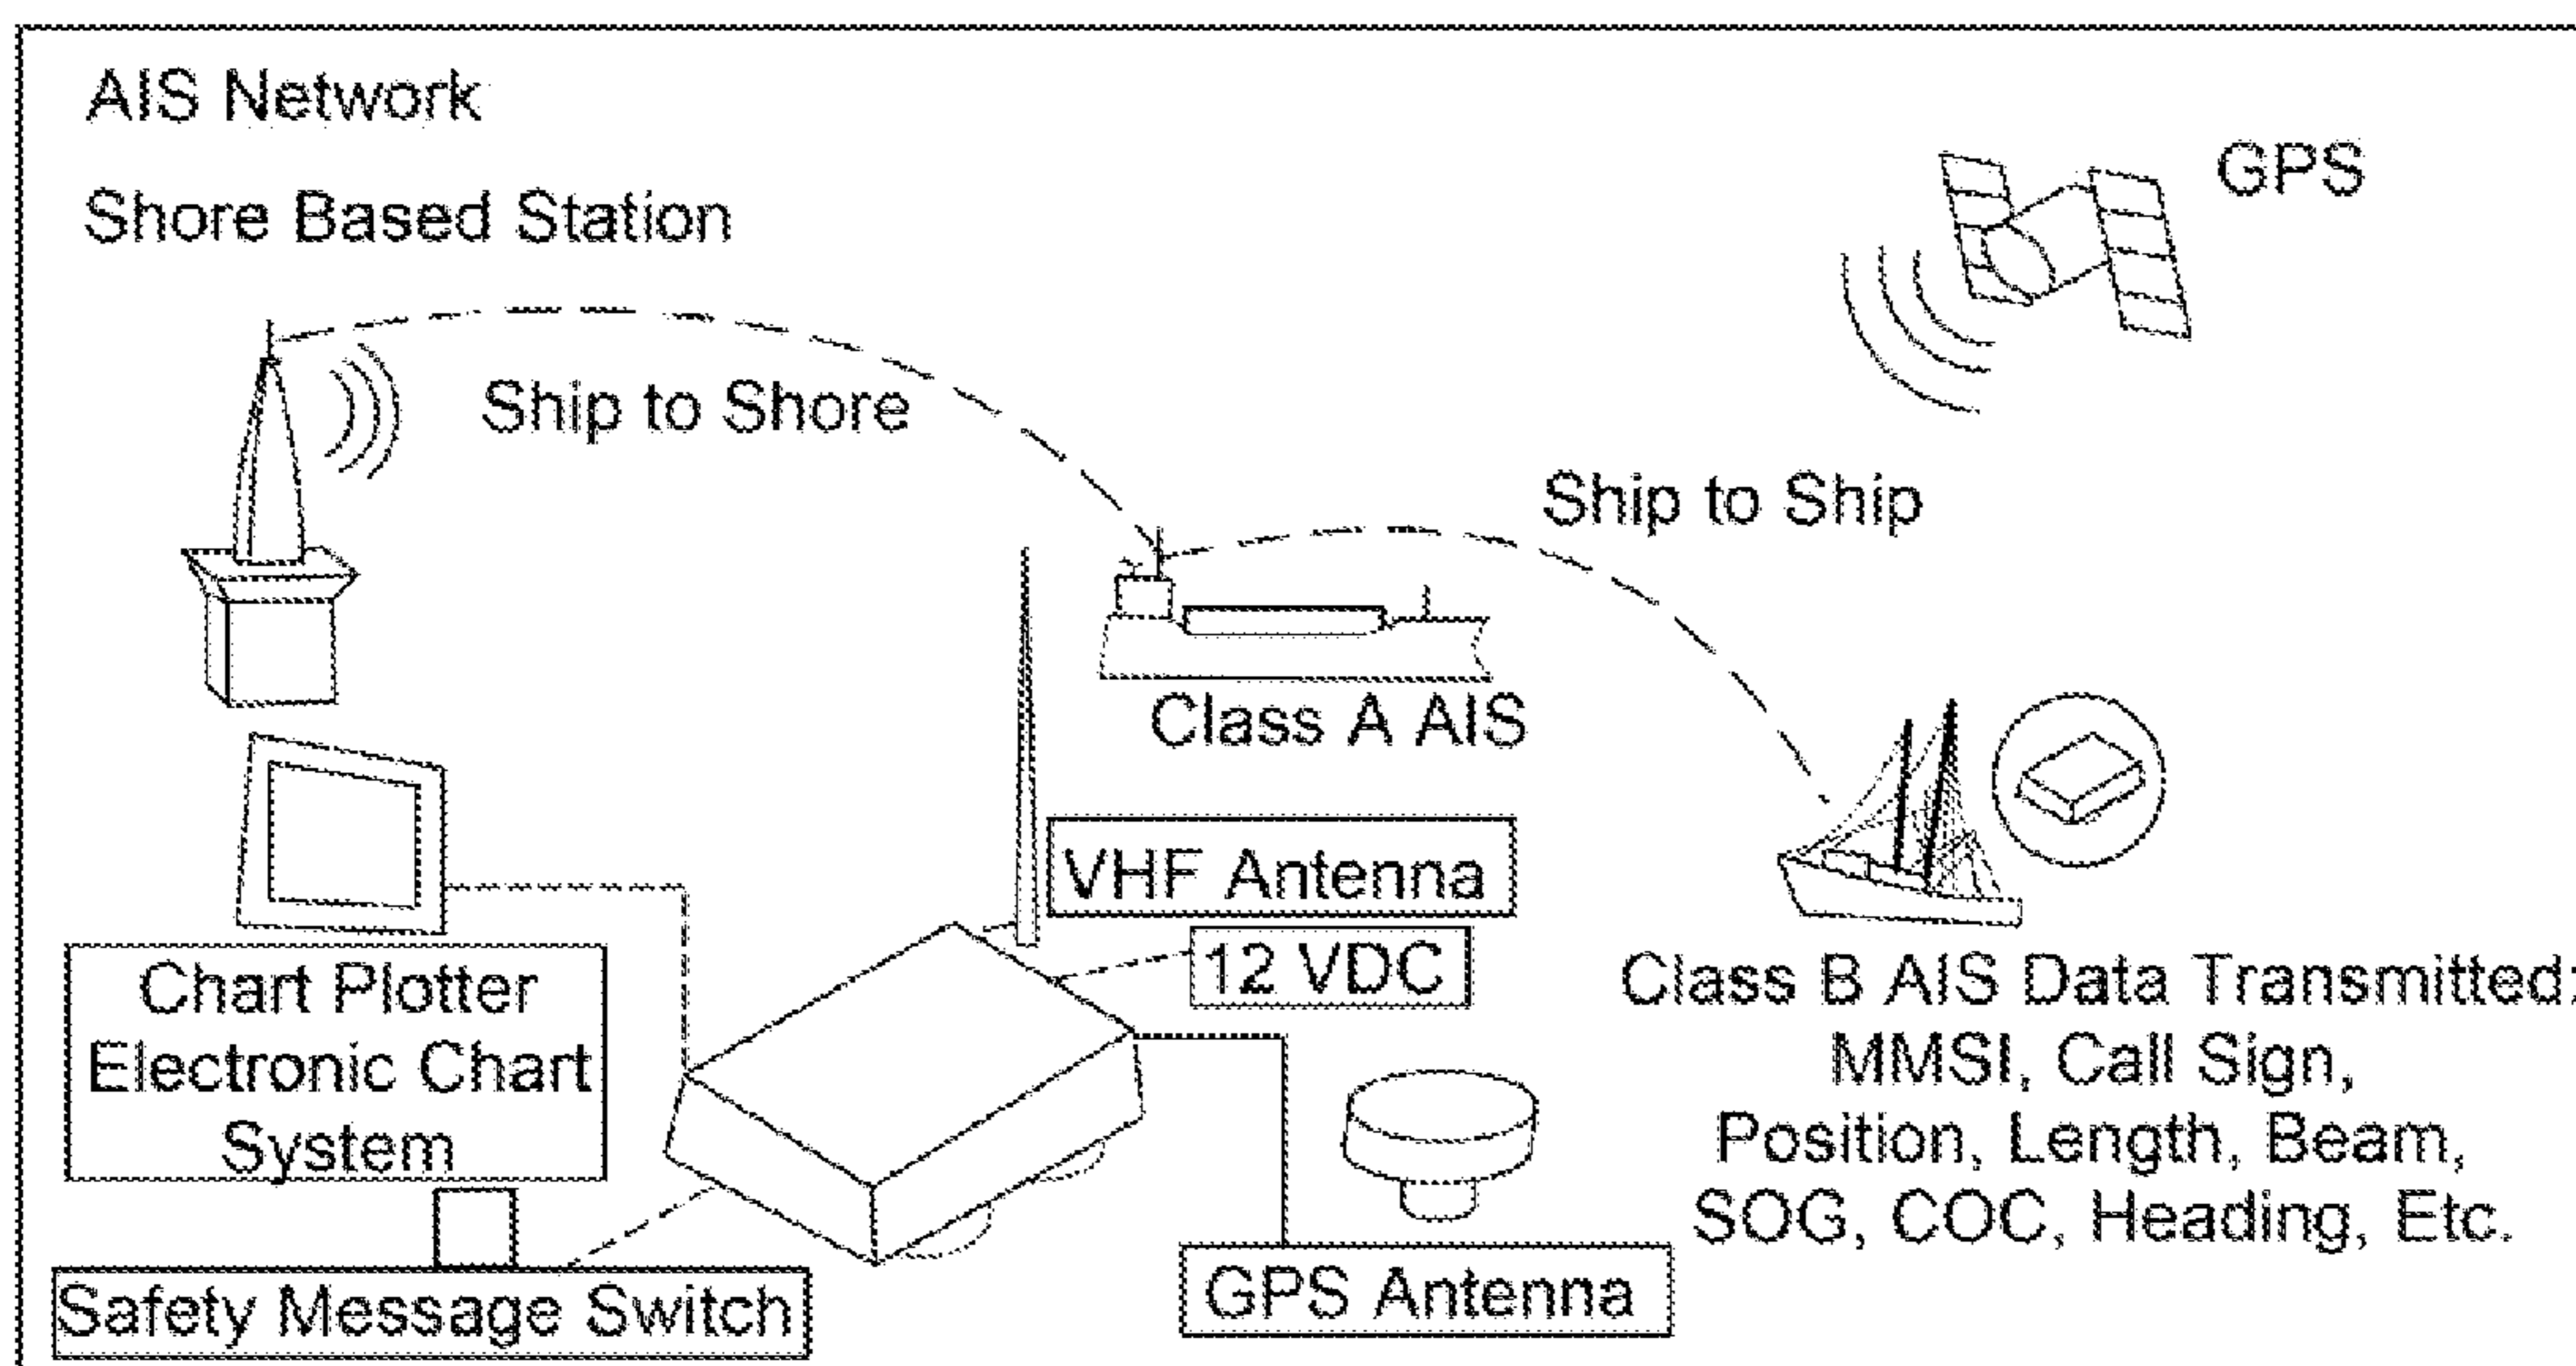 AIS Network
Shore Based Station
GPS
Ship to Shore
Ship to Ship
Class A AIS
VHF Antenna
12 VDC
Chart Plotter
Electronic Chart
System
Class B AIS Data Transmitted:
MMSI, Call Sign,
Position, Length, Beam,
SOG, COC, Heading, Etc.
Safety Message Switch
GPS Antenna